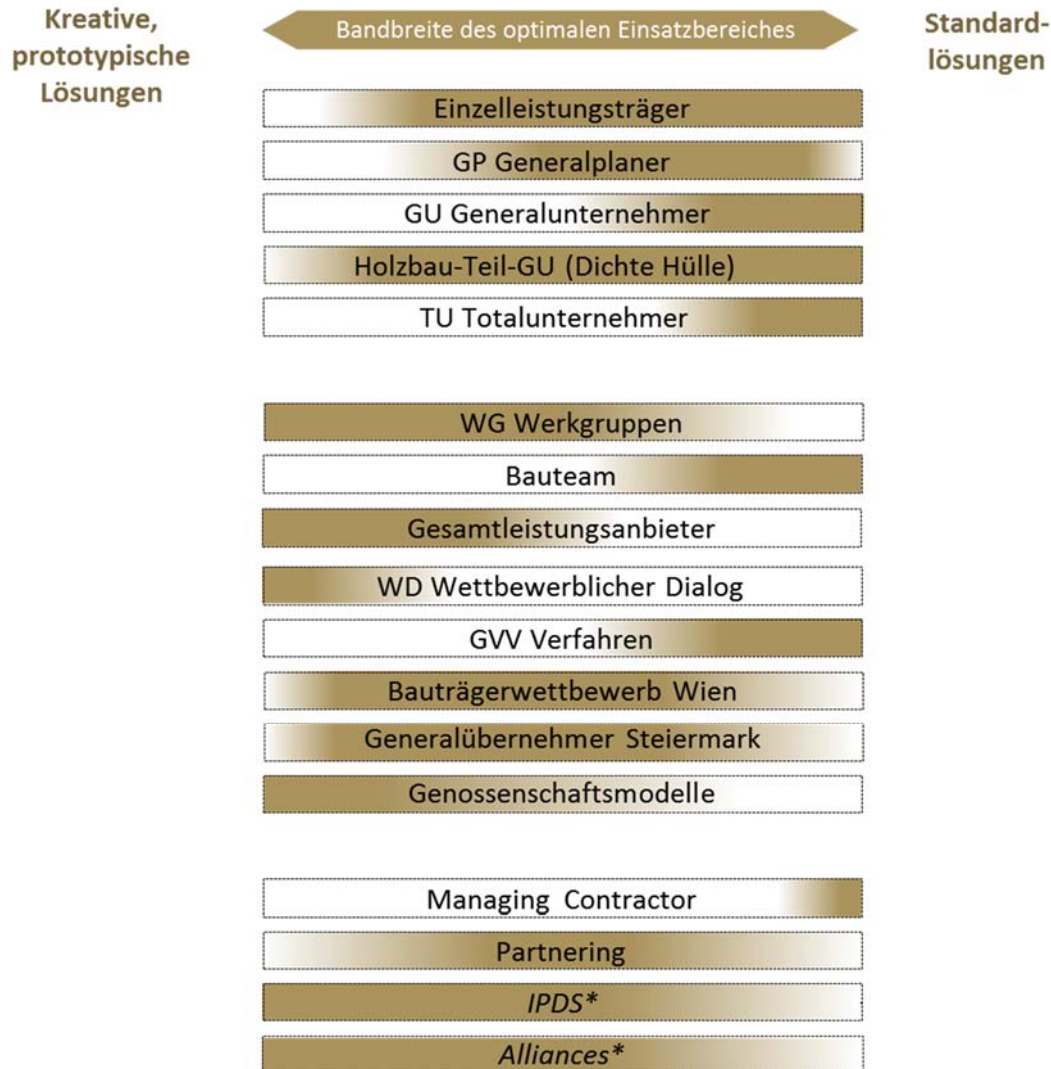 Kreative,
prototypische
Lösungen
Bandbreite des optimalen Einsatzbereiches
Standard-
lösungen
Einzelleistungsträger
GP Generalplaner
GU Generalunternehmer
Holzbau-Teil-GU (Dichte Hülle)
TU Totalunternehmer
WG Werkgruppen
Bauteam
Gesamtleistungsanbieter
WD Wettbewerblicher Dialog
GVV Verfahren
Bauträgerwettbewerb Wien
Generalübernehmer Steiermark
Genossenschaftsmodelle
Managing Contractor
Partnering
IPDS*
Alliances*